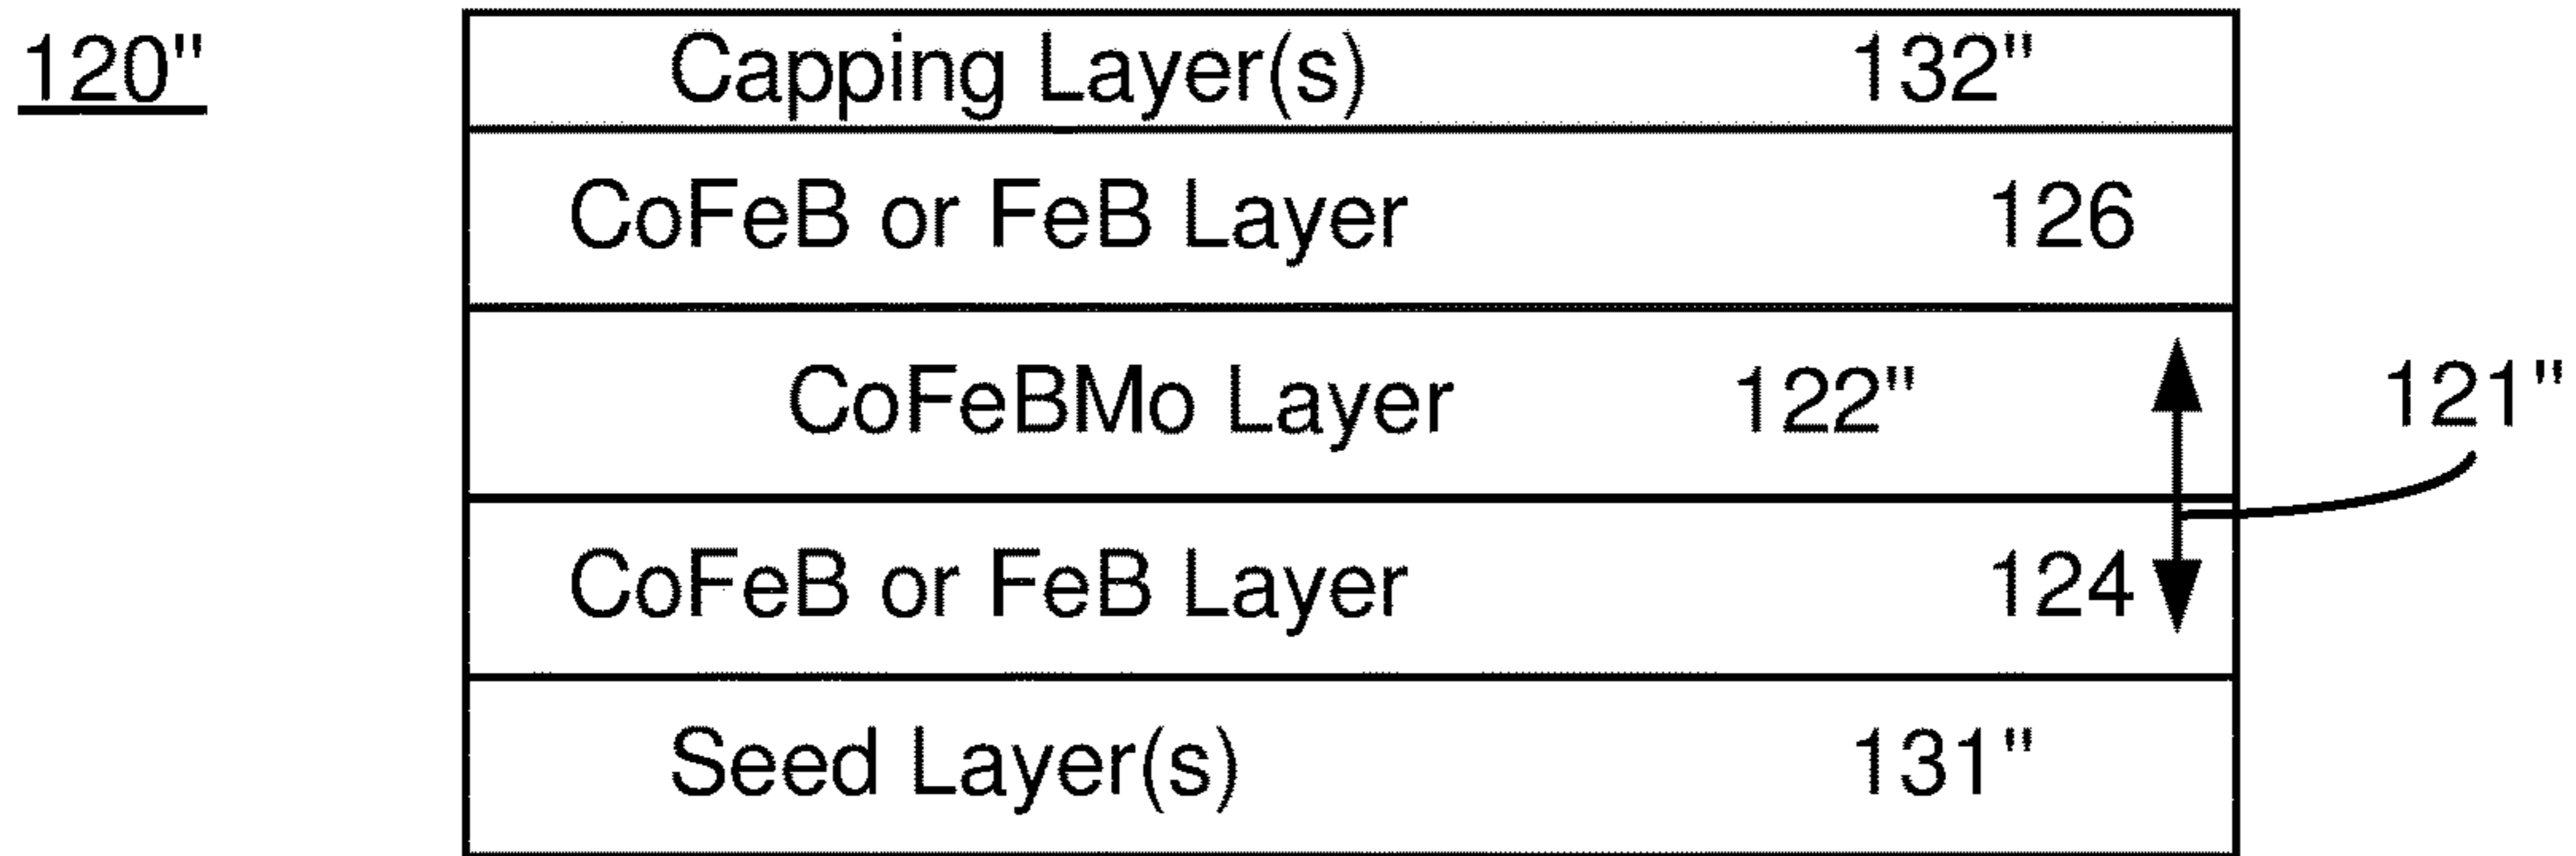 120"
Capping Layer(s) 132"
CoFeB or FeB Layer 126
CoFeBMo Layer 122"
121"
CoFeB or FeB Layer 124
Seed Layer(s) 131"